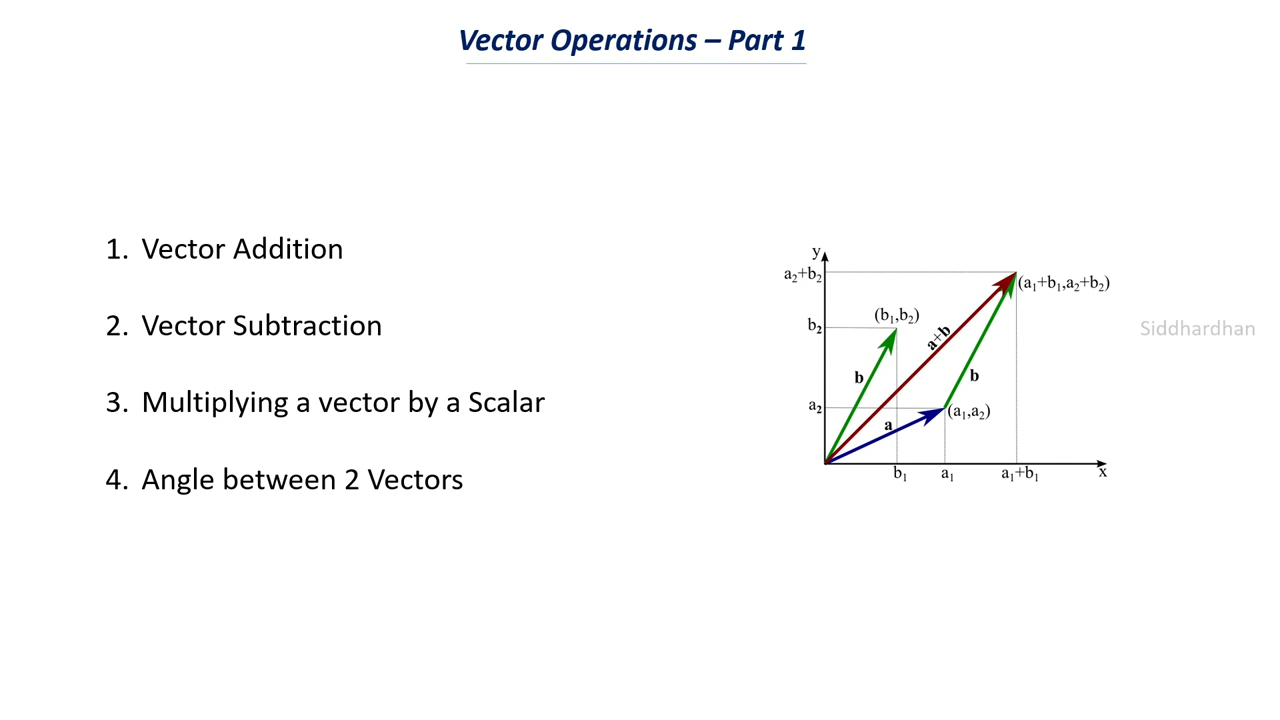 Vector Operations – Part 1
1. Vector Addition
2. Vector Subtraction
3. Multiplying a vector by a Scalar
4. Angle between 2 Vectors
y
a₂+b₂
(a₁+b₁,a₂+b₂)
(b₁,b₂)
b₂
a+b
b
b
a₂
(a₁,a₂)
a
b₁
a₁
a₁+b₁
x
Siddhardhan